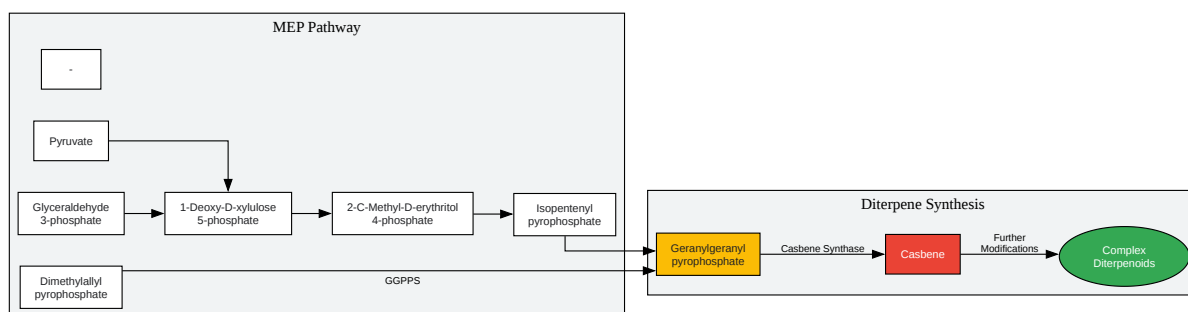 MEP Pathway
-
Pyruvate
Glyceraldehyde
3-phosphate
1-Deoxy-D-xylulose
5-phosphate
2-C-Methyl-D-erythritol
4-phosphate
Isopentenyl
pyrophosphate
Dimethylallyl
pyrophosphate
GGPPS
Diterpene Synthesis
Geranylgeranyl
pyrophosphate
Casbene Synthase
Casbene
Further
Modifications
Complex
Diterpenoids